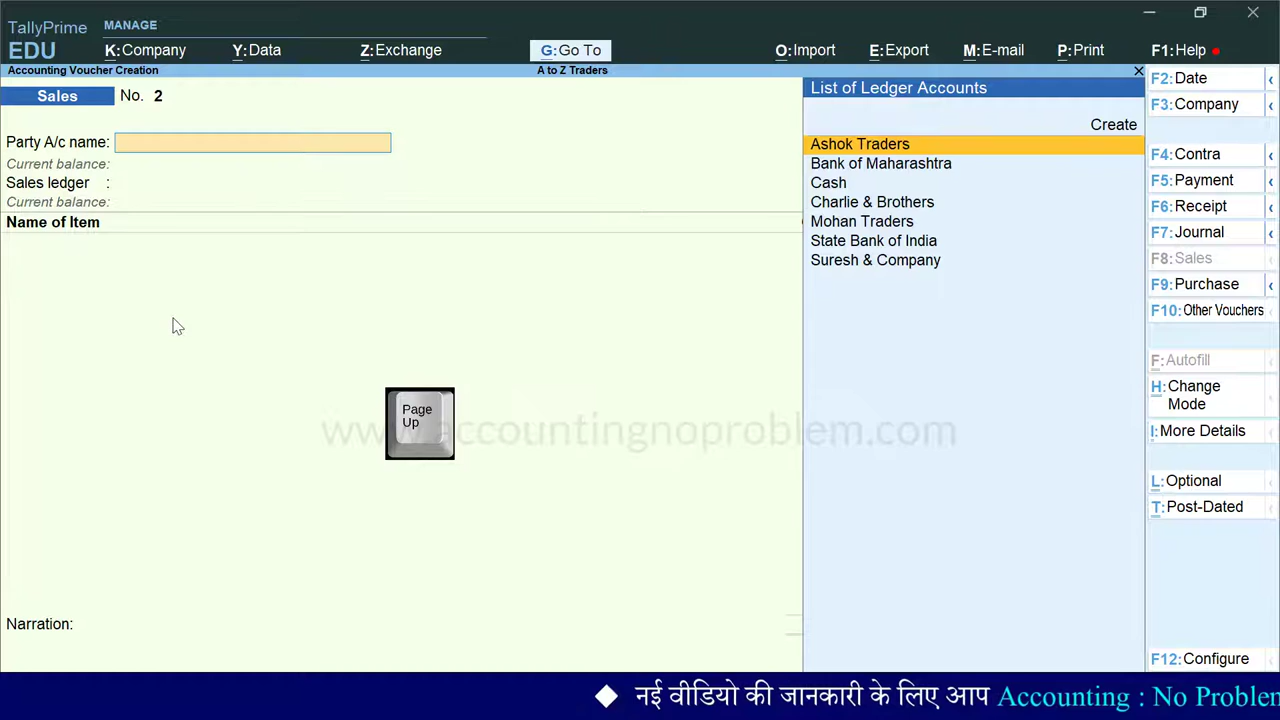 TallyPrime
EDU
MANAGE
K:Company
Y:Data
Z:Exchange
G:Go To
O:Import
E:Export
M:E-mail
P:Print
F1:Help
Accounting Voucher Creation
A to Z Traders
Sales No. 2
Party A/c name:
Current balance:
Sales ledger :
Current balance:
Name of Item
Narration:
Page
Up
www.accountingnoproblem.com
List of Ledger Accounts
Create
Ashok Traders
Bank of Maharashtra
Cash
Charlie & Brothers
Mohan Traders
State Bank of India
Suresh & Company
F2:Date
F3:Company
F4:Contra
F5:Payment
F6:Receipt
F7:Journal
F8:Sales
F9:Purchase
F10:Other Vouchers
F:Autofill
H:Change
Mode
I:More Details
L:Optional
T:Post-Dated
F12:Configure
नई वीडियो की जानकारी के लिए आप Accounting : No Problem